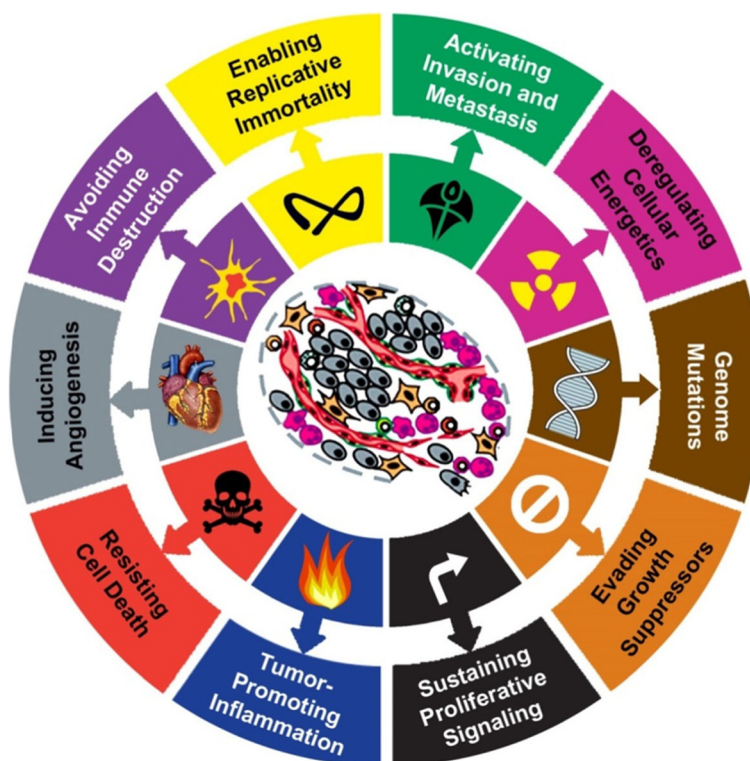 Enabling
Replicative
Immortality
Activating
Invasion and
Metastasis
Deregulating
Cellular
Energetics
Genome
Mutations
Evading
Growth
Suppressors
Sustaining
Proliferative
Signaling
Tumor-
Promoting
Inflammation
Resisting
Cell Death
Inducing
Angiogenesis
Avoiding
Immune
Destruction